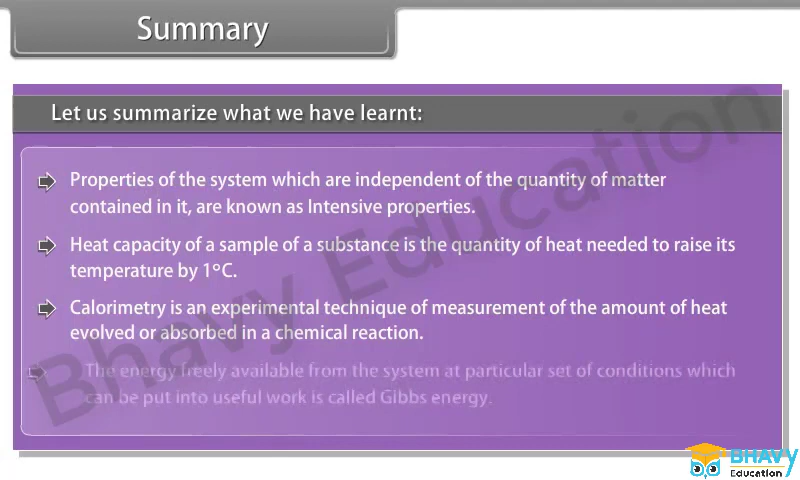 Summary
Let us summarize what we have learnt:
Properties of the system which are independent of the quantity of matter
contained in it, are known as Intensive properties.
Heat capacity of a sample of a substance is the quantity of heat needed to raise its
temperature by 1°C.
Calorimetry is an experimental technique of measurement of the amount of heat
evolved or absorbed in a chemical reaction.
The energy freely available from the system at particular set of conditions which
can be put into useful work is called Gibbs energy.
Bhavy Education
BHAVY
Education